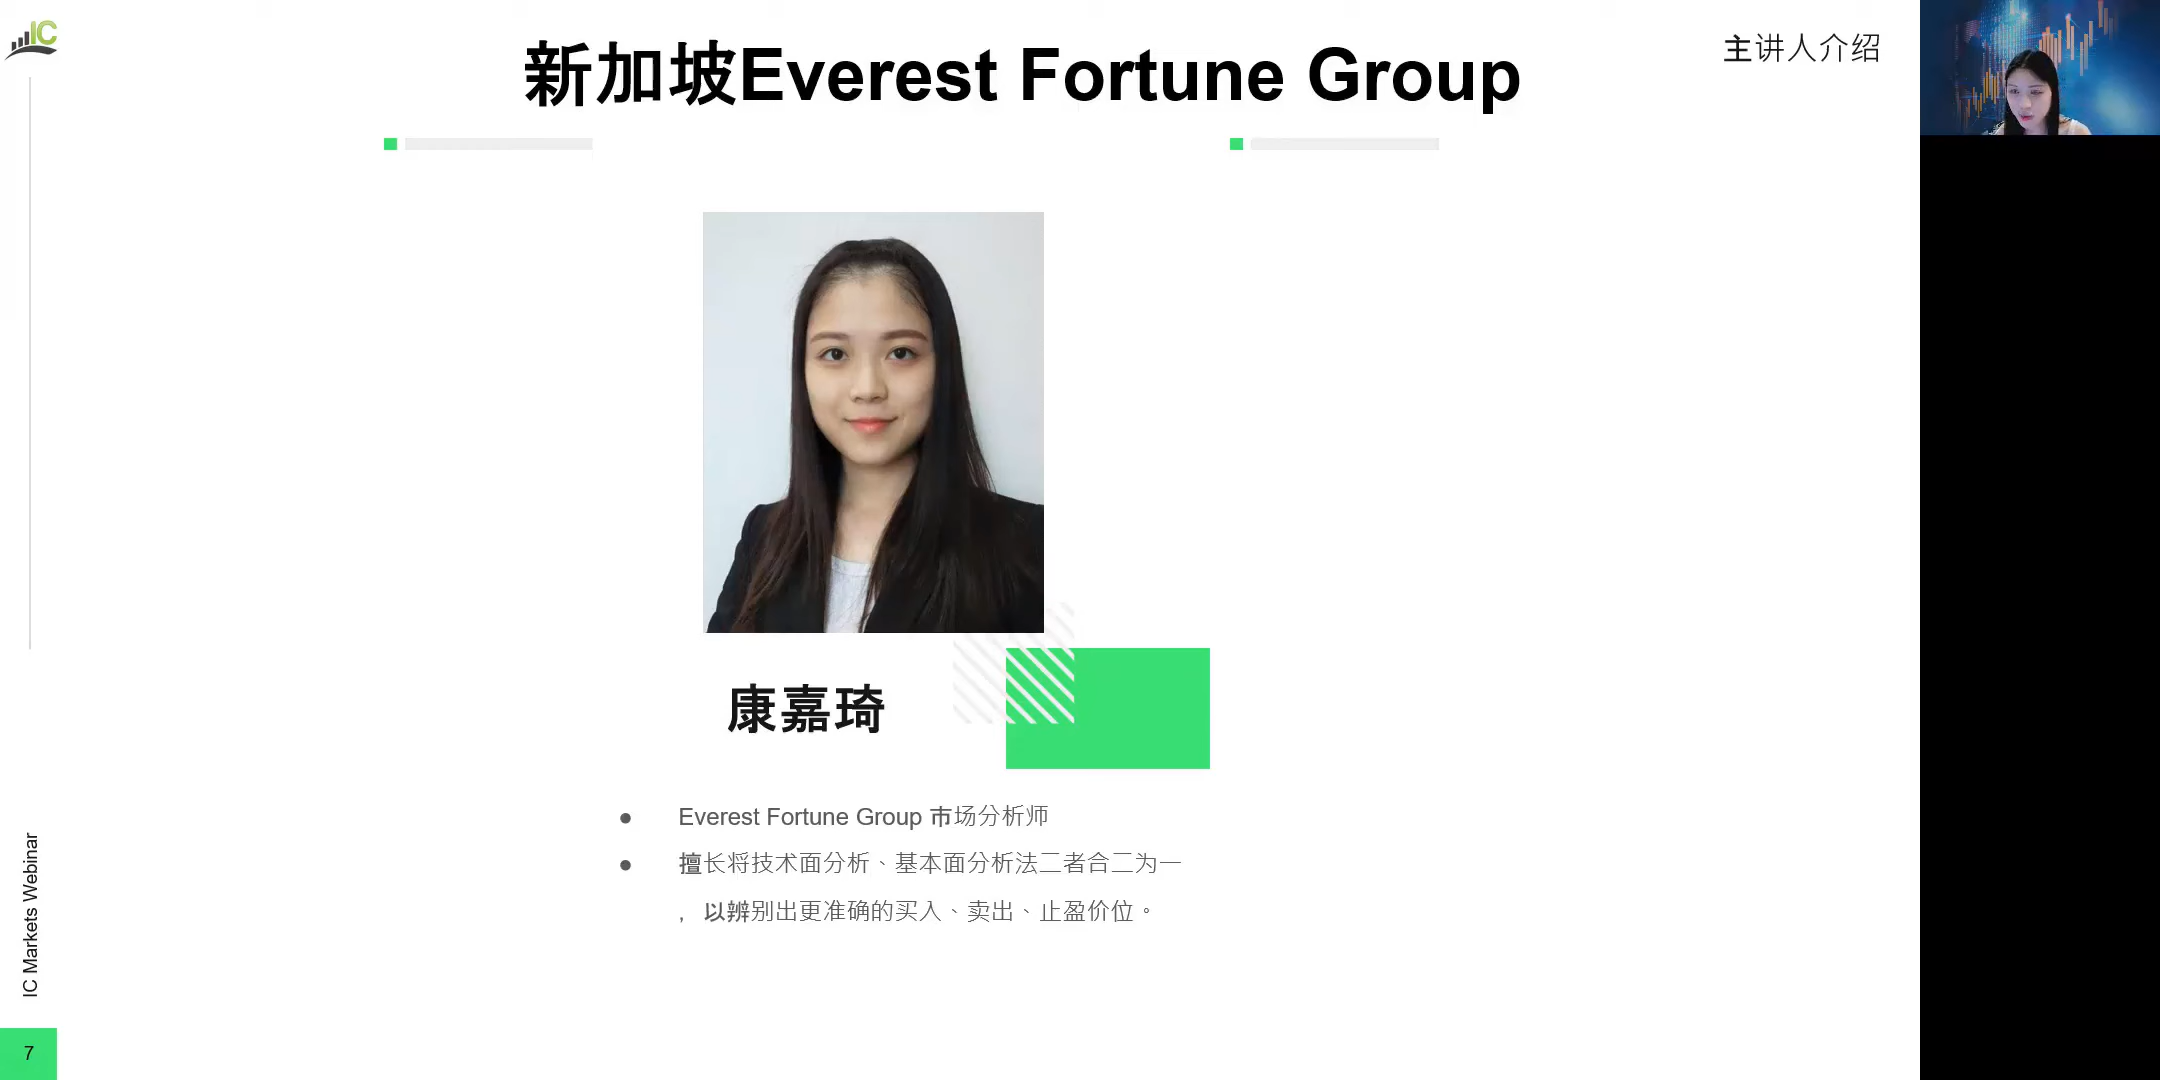 IC
新加坡Everest Fortune Group
主讲人介绍
康嘉琦
● Everest Fortune Group 市场分析师
● 擅长将技术面分析、基本面分析法二者合二为一
，以辨别出更准确的买入、卖出、止盈价位。
IC Markets Webinar
7